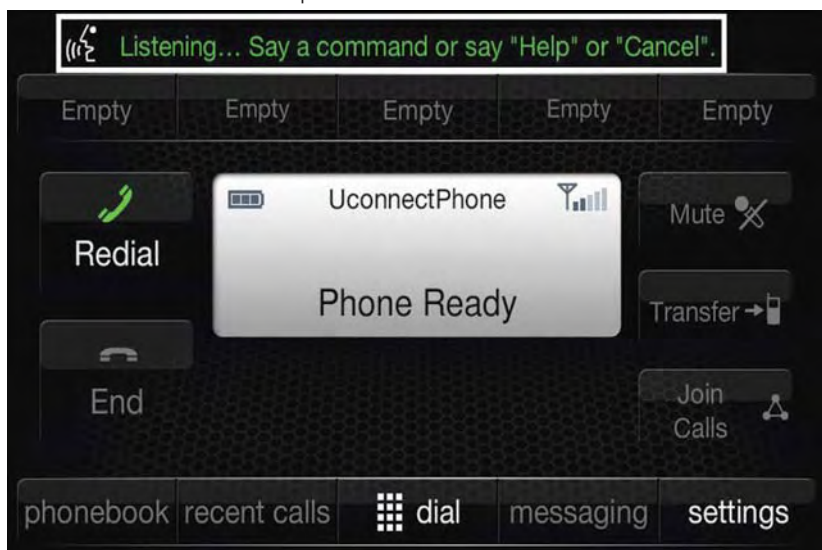 Listening... Say a command or say "Help" or "Cancel".
Empty Empty Empty Empty Empty
Redial
UconnectPhone
Phone Ready
Mute
Transfer
End
Join
Calls
phonebook recent calls dial messaging settings